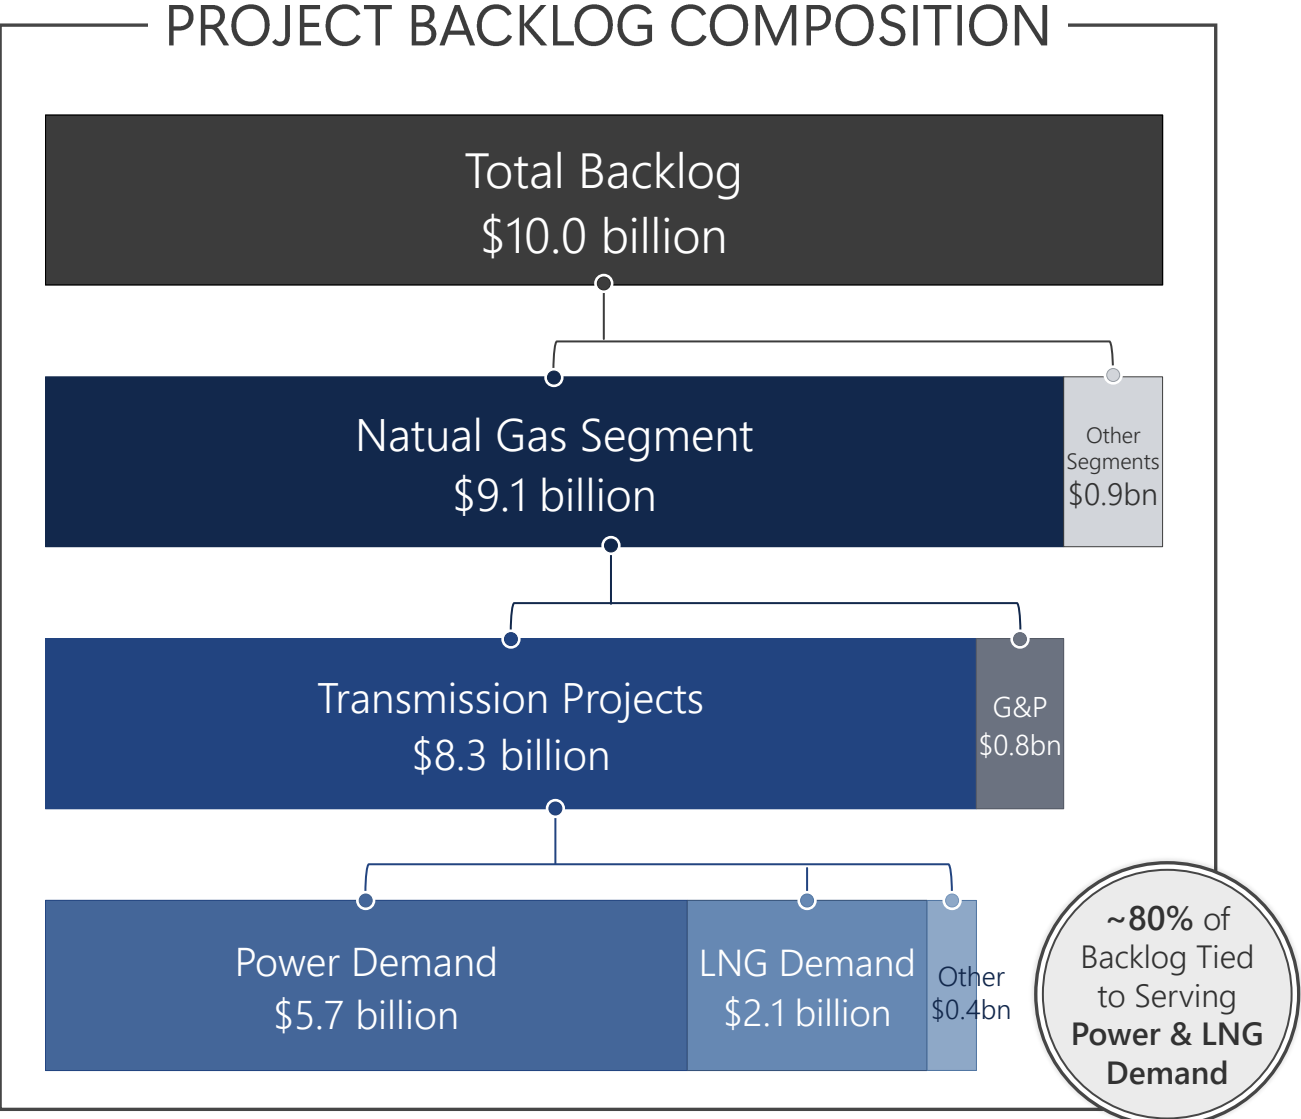 PROJECT BACKLOG COMPOSITION
Total Backlog
$10.0 billion
Natual Gas Segment
$9.1 billion
Other
Segments
$0.9bn
Transmission Projects
$8.3 billion
G&P
$0.8bn
Power Demand
$5.7 billion
LNG Demand
$2.1 billion
Other
$0.4bn
~80% of
Backlog Tied
to Serving
Power & LNG
Demand